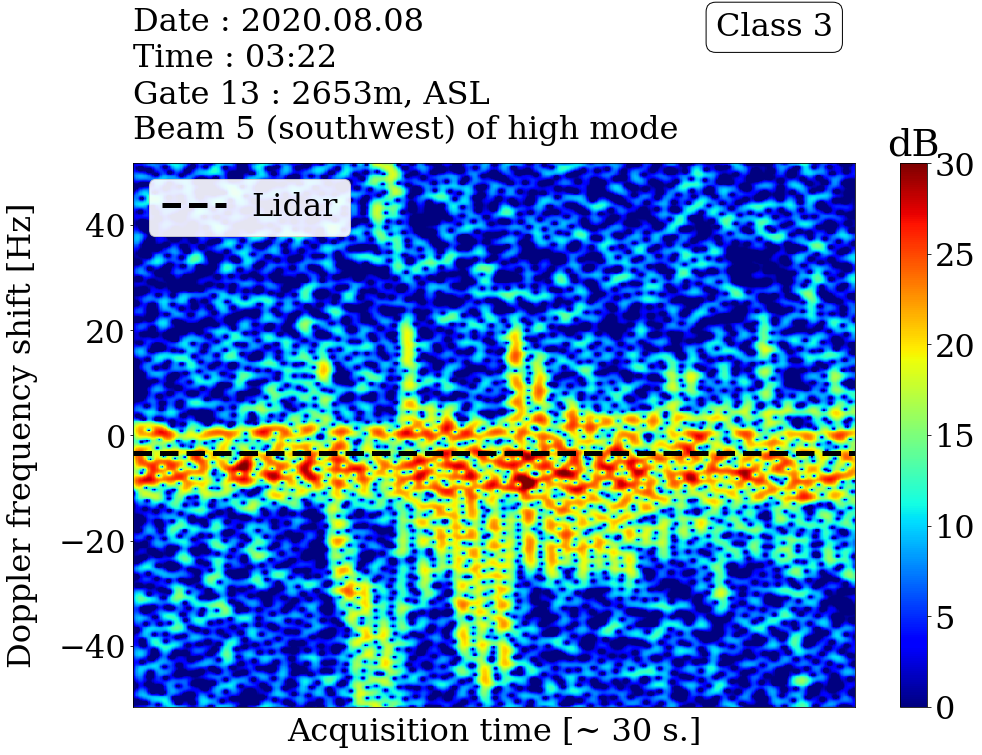 Date : 2020.08.08
Time : 03:22
Gate 13 : 2653m, ASL
Beam 5 (southwest) of high mode
Class 3
dB
Lidar
Doppler frequency shift [Hz]
40
20
0
−20
−40
30
25
20
15
10
5
0
Acquisition time [~ 30 s.]